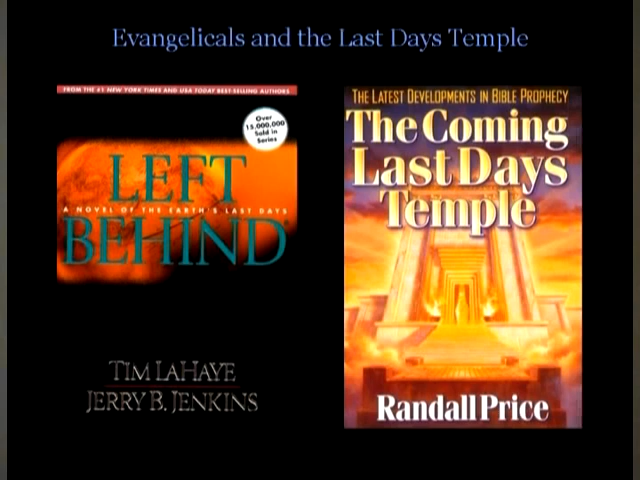 Evangelicals and the Last Days Temple
FROM THE #1 NEW YORK TIMES AND USA TODAY BEST-SELLING AUTHORS
Over
15,000,000
Sold in
Series
LEFT
A NOVEL OF THE EARTH'S LAST DAYS
BEHIND
TIM LAHAYE
JERRY B. JENKINS
THE LATEST DEVELOPMENTS IN BIBLE PROPHECY
The Coming
Last Days
Temple
Randall Price